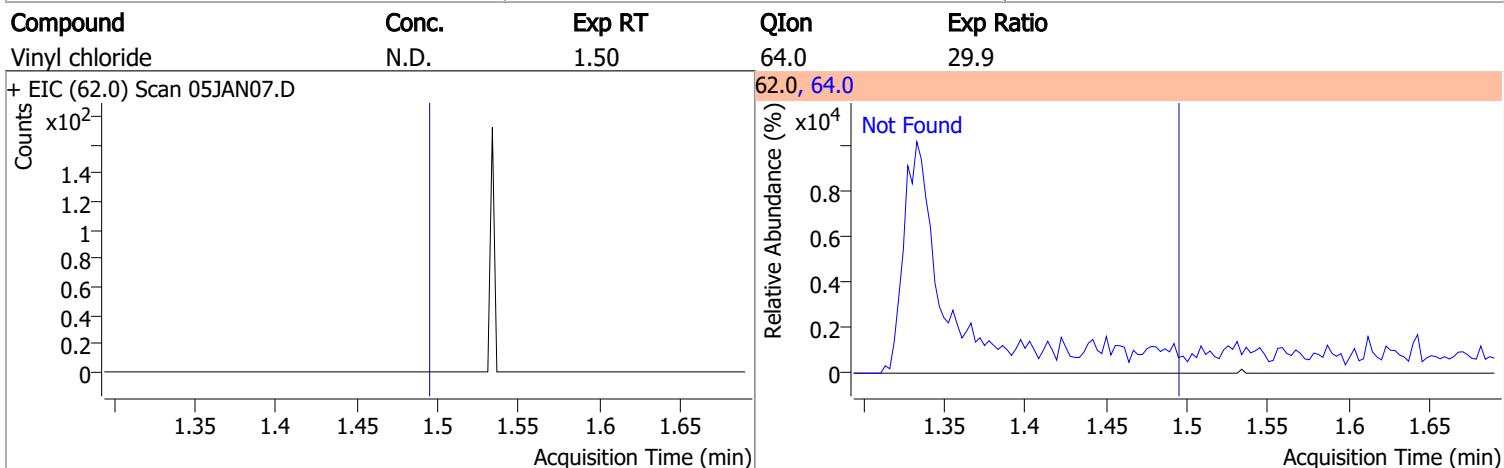 Compound Conc. Exp RT QIon Exp Ratio
Vinyl chloride N.D. 1.50 64.0 29.9
+ EIC (62.0) Scan 05JAN07.D
Counts
x10²
1.4
1.2
1
0.8
0.6
0.4
0.2
0
1.35 1.4 1.45 1.5 1.55 1.6 1.65
Acquisition Time (min)
62.0, 64.0
Relative Abundance (%)
x10⁴
Not Found
0.8
0.6
0.4
0.2
0
1.35 1.4 1.45 1.5 1.55 1.6 1.65
Acquisition Time (min)